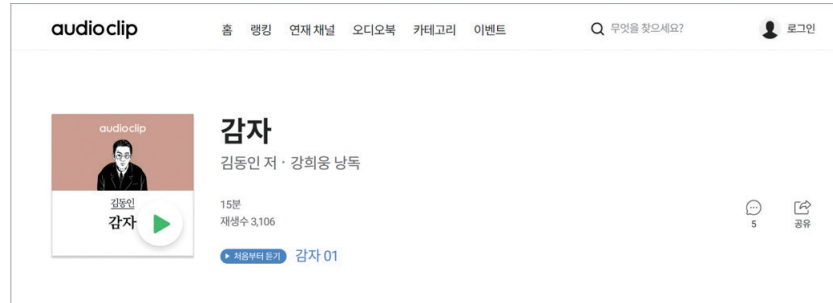 audioclip 홈 랭킹 연재 채널 오디오북 카테고리 이벤트 무엇을 찾으세요? 로그인
audioclip
김동인
감자
감자
김동인 저 · 강희웅 낭독
15분
재생수 3,106
처음부터 듣기 감자 01
5 공유